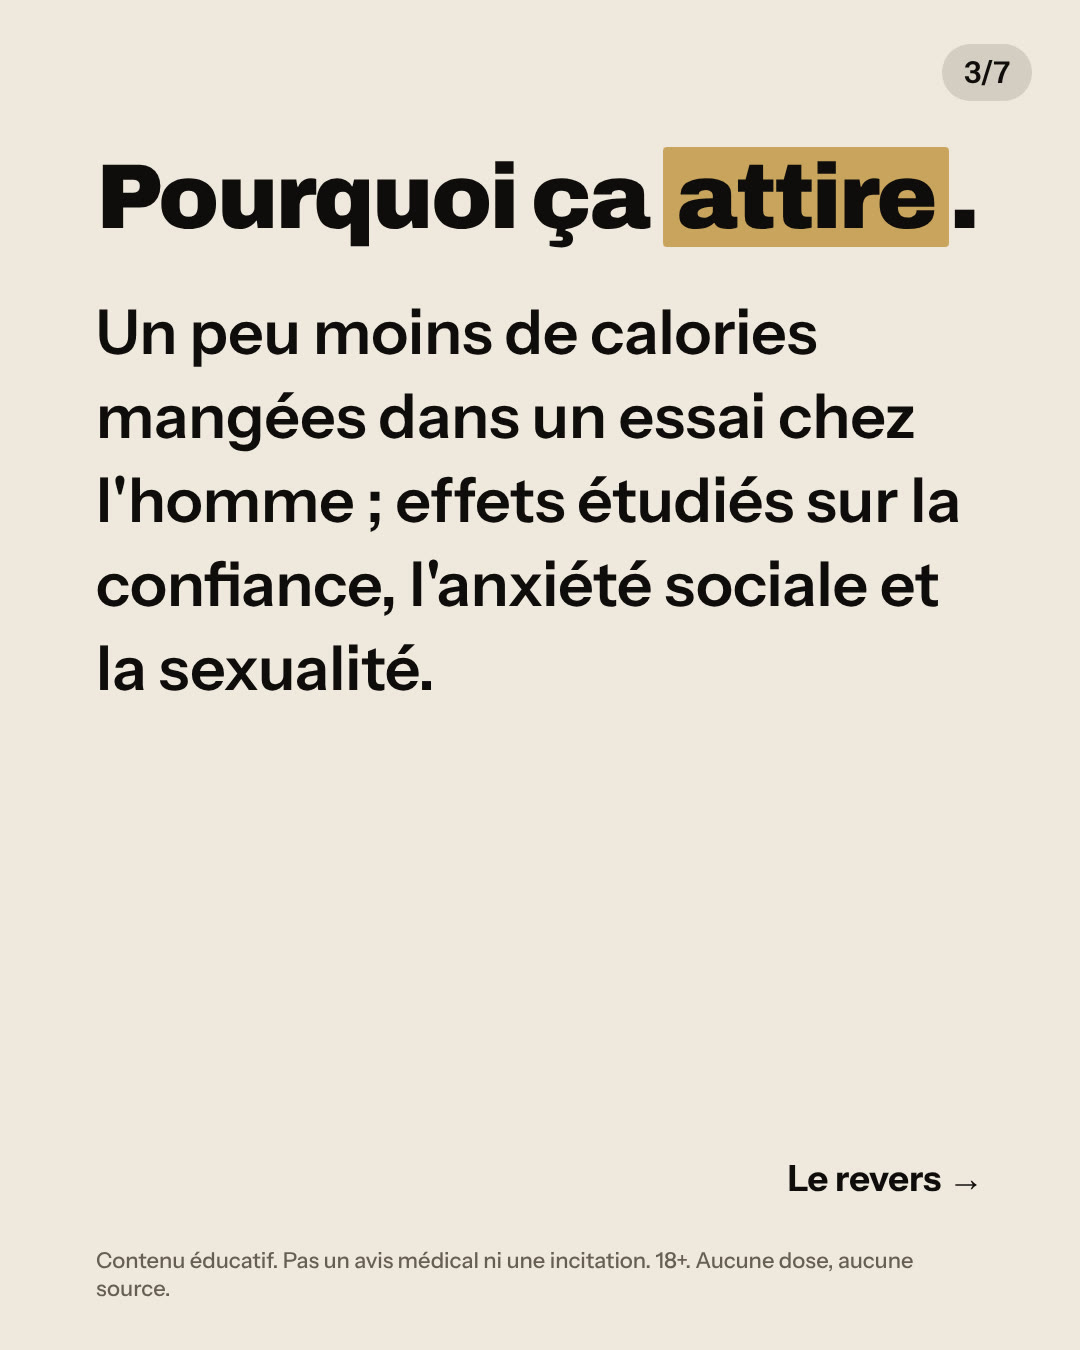 3/7
Pourquoi ça attire.
Un peu moins de calories
mangées dans un essai chez
l'homme ; effets étudiés sur la
confiance, l'anxiété sociale et
la sexualité.
Le revers →
Contenu éducatif. Pas un avis médical ni une incitation. 18+. Aucune dose, aucune
source.